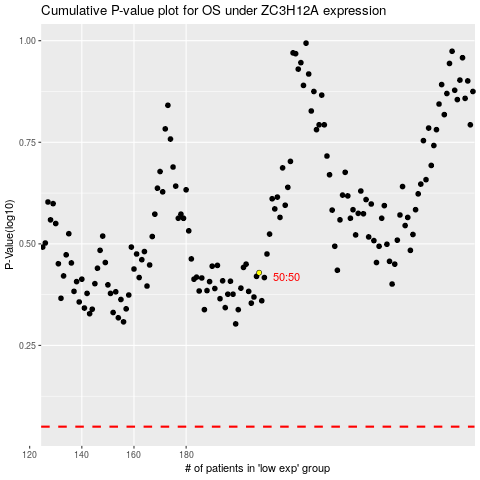 Cumulative P-value plot for OS under ZC3H12A expression
P-Value(log10)
1.00
0.75
0.50
0.25
50:50
120 140 160 180
# of patients in 'low exp' group